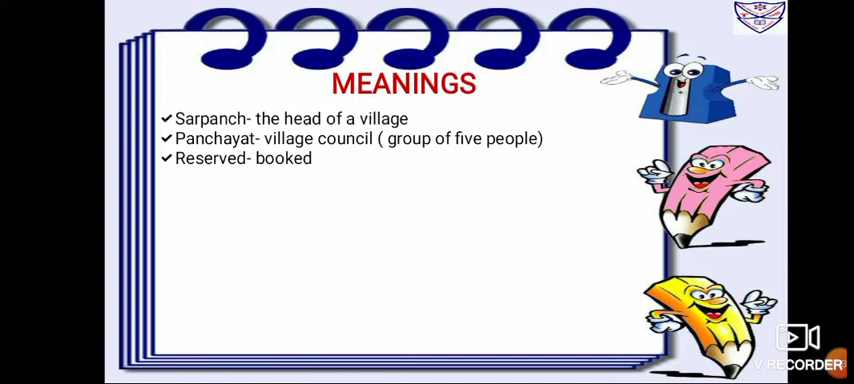 MEANINGS
✓ Sarpanch- the head of a village
✓ Panchayat- village council ( group of five people)
✓ Reserved- booked
V RECORDER